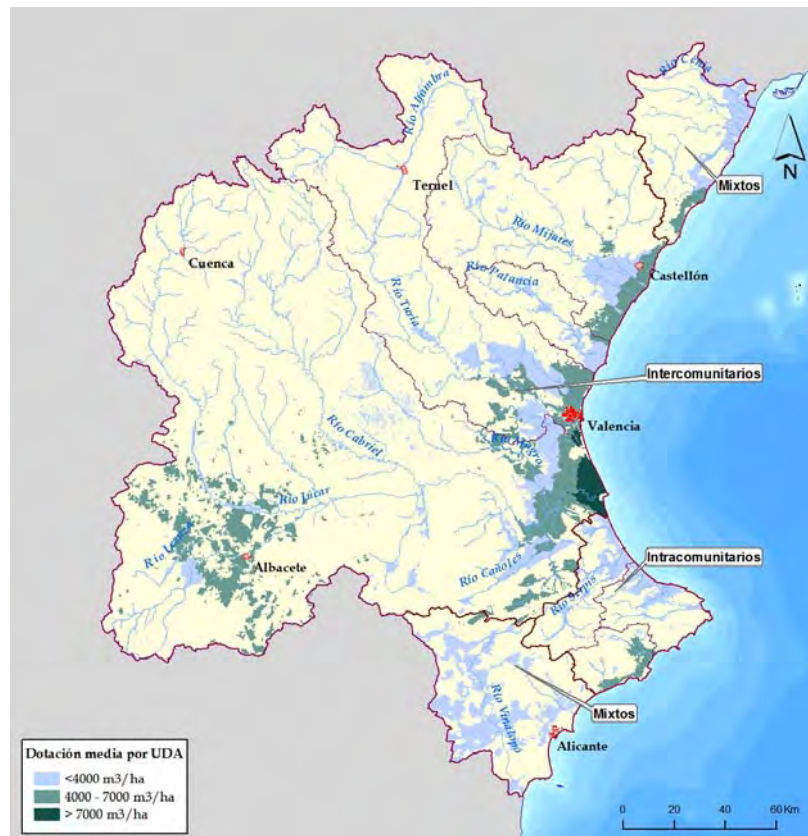 Río Cenia
Río Alfambra
N
Teruel
Mixtos
Río Mijares
Cuenca
Río Palancia
Castellón
Río Turia
Intercomunitarios
Valencia
Río Cabriel
Río Magro
Río Júcar
Río Lezuza
Albacete
Río Cañoles
Intracomunitarios
Río Serpis
Río Vinalopó
Mixtos
Alicante
Dotación media por UDA
<4000 m3/ha
4000 - 7000 m3/ha
> 7000 m3/ha
0 20 40 60 Km